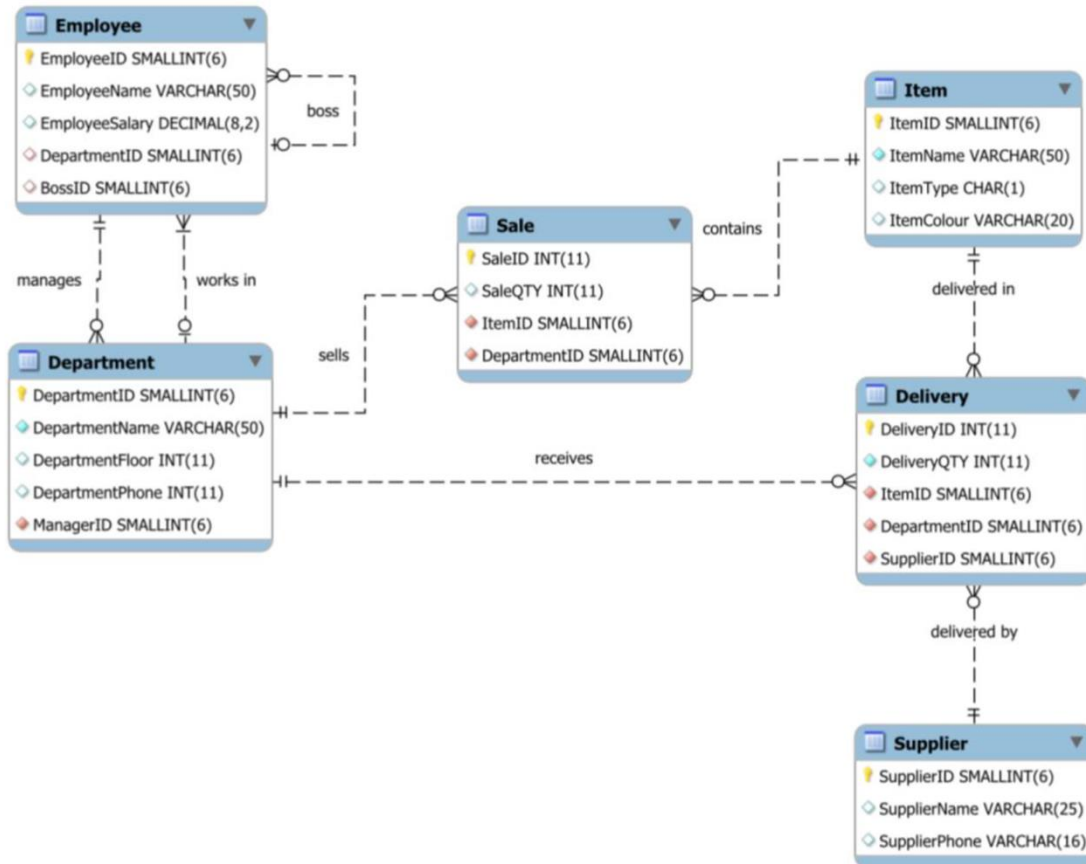 Employee
EmployeeID SMALLINT(6)
EmployeeName VARCHAR(50)
EmployeeSalary DECIMAL(8,2)
DepartmentID SMALLINT(6)
BossID SMALLINT(6)
boss
manages
works in
Department
DepartmentID SMALLINT(6)
DepartmentName VARCHAR(50)
DepartmentFloor INT(11)
DepartmentPhone INT(11)
ManagerID SMALLINT(6)
sells
receives
Sale
SaleID INT(11)
SaleQTY INT(11)
ItemID SMALLINT(6)
DepartmentID SMALLINT(6)
contains
Item
ItemID SMALLINT(6)
ItemName VARCHAR(50)
ItemType CHAR(1)
ItemColour VARCHAR(20)
delivered in
Delivery
DeliveryID INT(11)
DeliveryQTY INT(11)
ItemID SMALLINT(6)
DepartmentID SMALLINT(6)
SupplierID SMALLINT(6)
delivered by
Supplier
SupplierID SMALLINT(6)
SupplierName VARCHAR(25)
SupplierPhone VARCHAR(16)